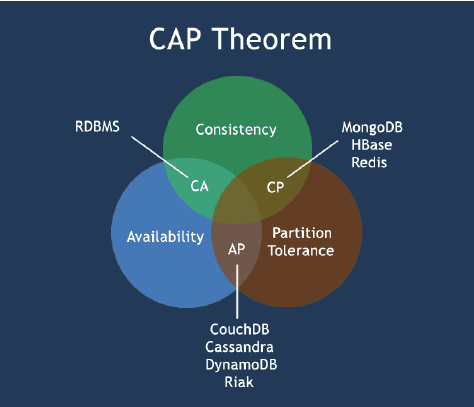 CAP Theorem
RDBMS
Consistency
MongoDB
HBase
Redis
CA
CP
Availability
Partition
Tolerance
AP
CouchDB
Cassandra
DynamoDB
Riak